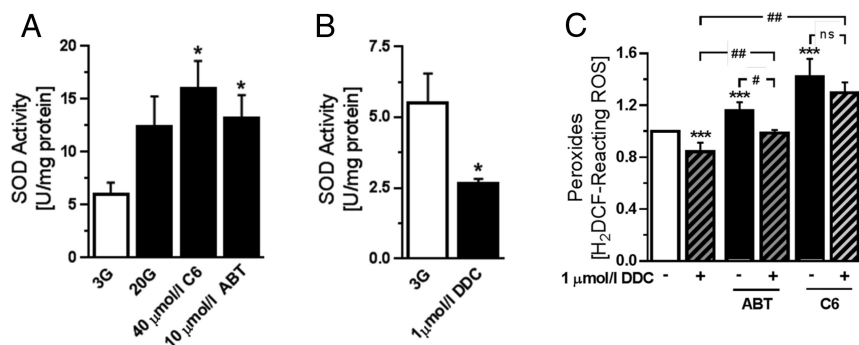 A
SOD Activity
[U/mg protein]
20
15
10
5
0
*
*
3G
20G
40 µmol/l C6
10 µmol/l ABT
B
SOD Activity
[U/mg protein]
7.5
5.0
2.5
0
*
3G
1µmol/l DDC
C
Peroxides
[H₂DCF-Reacting ROS]
1.6
1.2
0.8
0.4
0.0
##
##
ns
#
***
***
***
1 µmol/l DDC - + - + - +
ABT C6